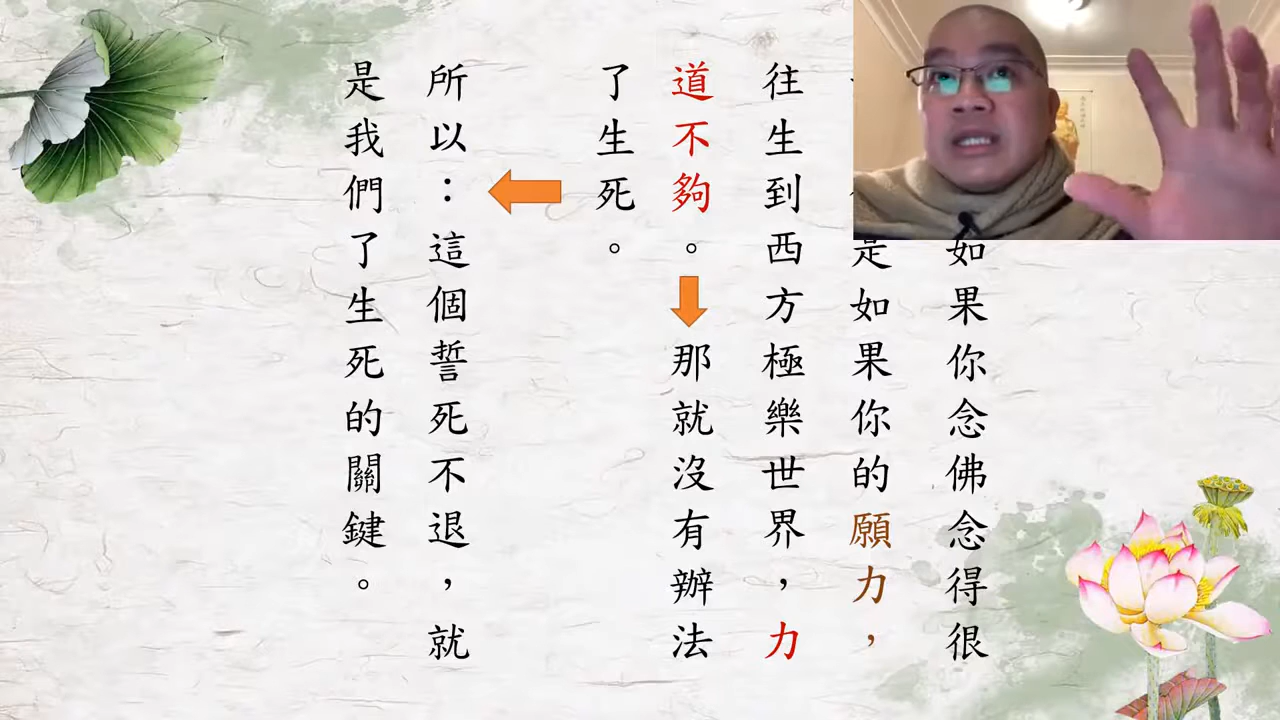 如果你念佛念得很
是如果你的願力，
往生到西方極樂世界，力
道不夠。那就沒有辦法
了生死。
所以：這個誓死不退，就
是我們了生死的關鍵。